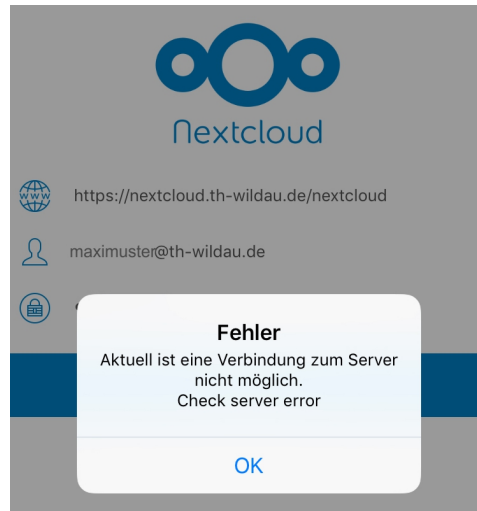 Nextcloud
www
https://nextcloud.th-wildau.de/nextcloud
maximuster@th-wildau.de
Fehler
Aktuell ist eine Verbindung zum Server
nicht möglich.
Check server error
OK